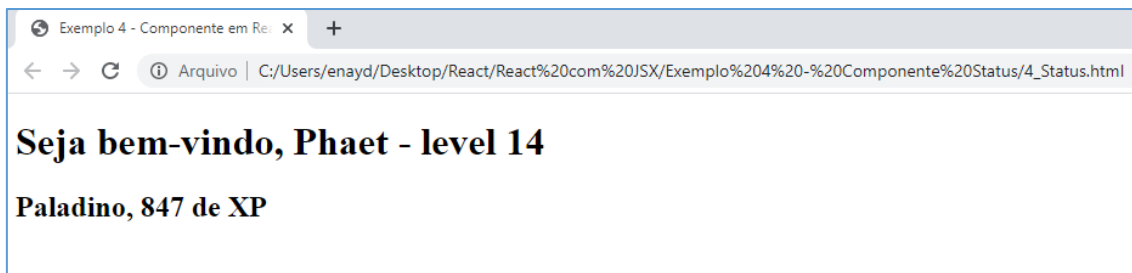 Exemplo 4 - Componente em Rea
Arquivo | C:/Users/enayd/Desktop/React/React%20com%20JSX/Exemplo%204%20-%20Componente%20Status/4_Status.html
Seja bem-vindo, Phaet - level 14
Paladino, 847 de XP